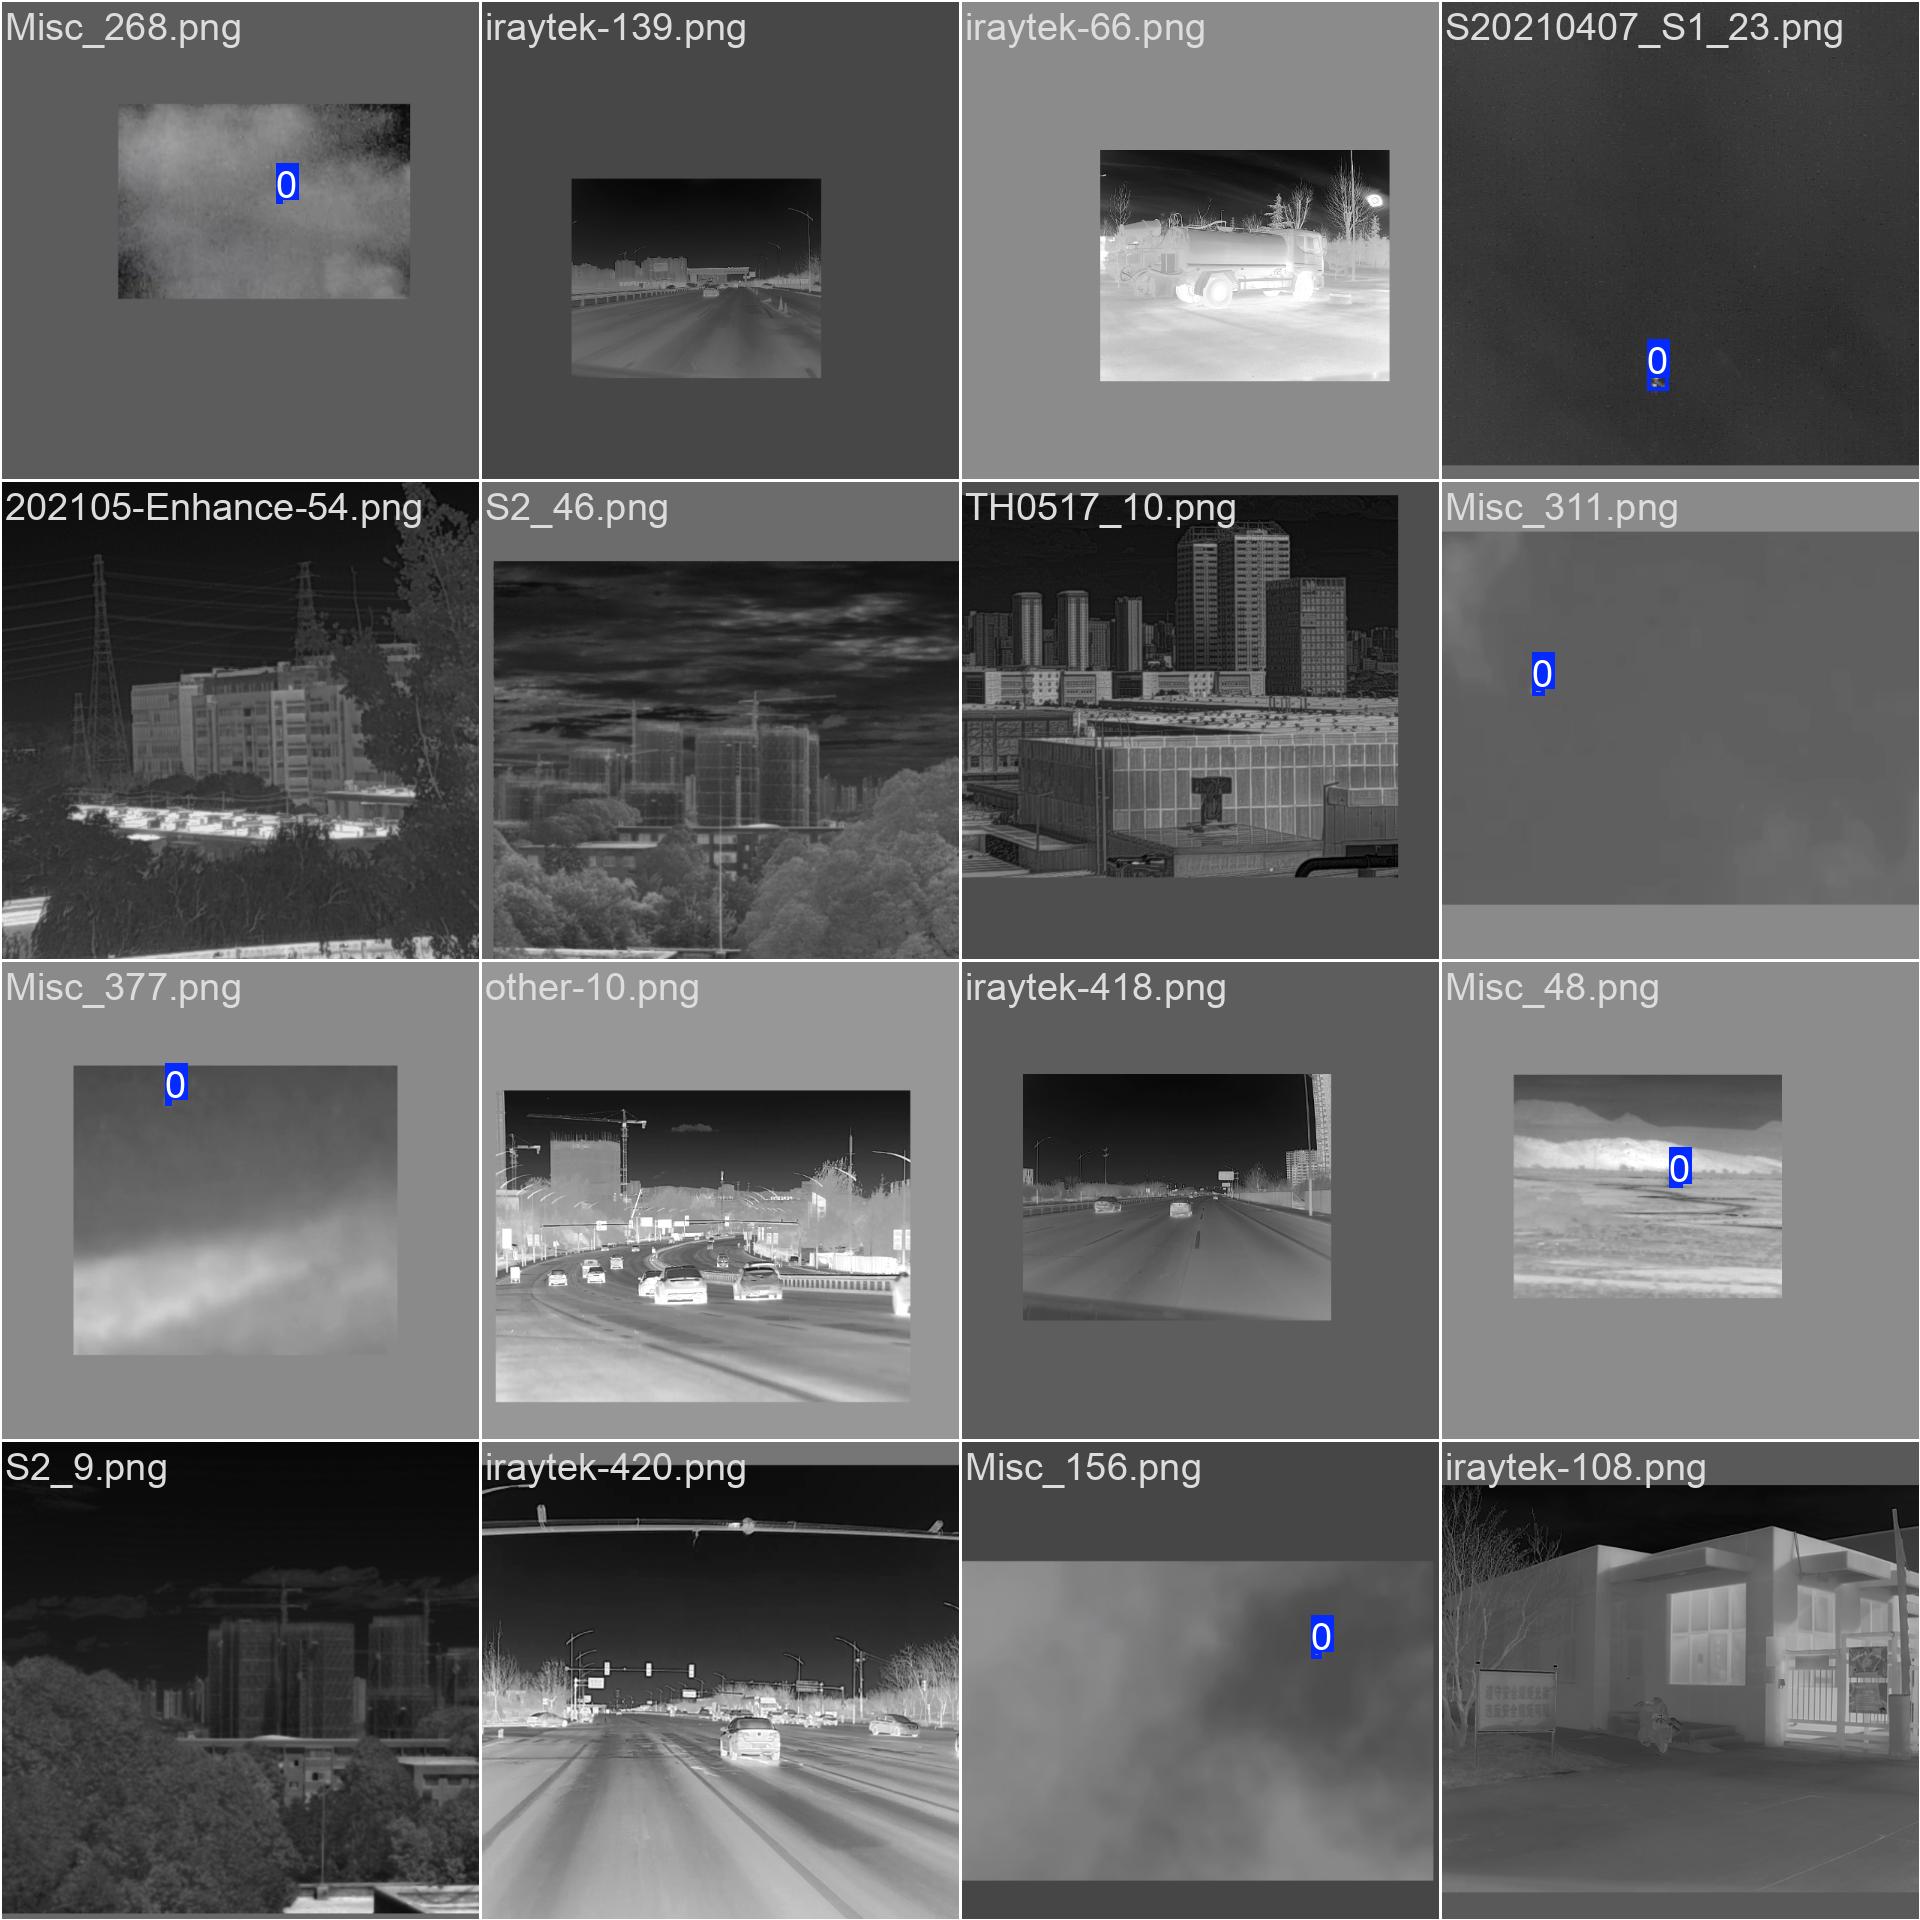 Misc_268.png
iraytek-139.png
iraytek-66.png
S20210407_S1_23.png
0
0
202105-Enhance-54.png
S2_46.png
TH0517_10.png
Misc_311.png
0
Misc_377.png
other-10.png
iraytek-418.png
Misc_48.png
0
0
S2_9.png
iraytek-420.png
Misc_156.png
iraytek-108.png
0